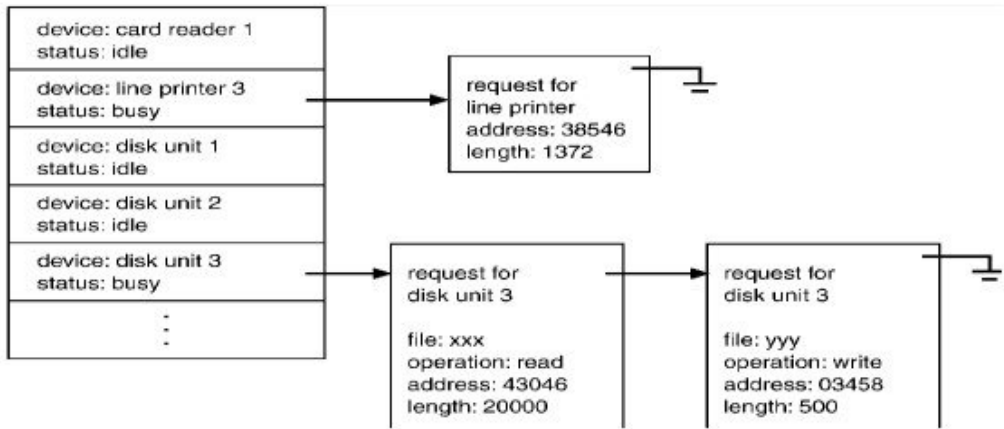 device: card reader 1
status: idle
device: line printer 3
status: busy
device: disk unit 1
status: idle
device: disk unit 2
status: idle
device: disk unit 3
status: busy
request for
line printer
address: 38546
length: 1372
request for
disk unit 3
file: xxx
operation: read
address: 43046
length: 20000
request for
disk unit 3
file: yyy
operation: write
address: 03458
length: 500